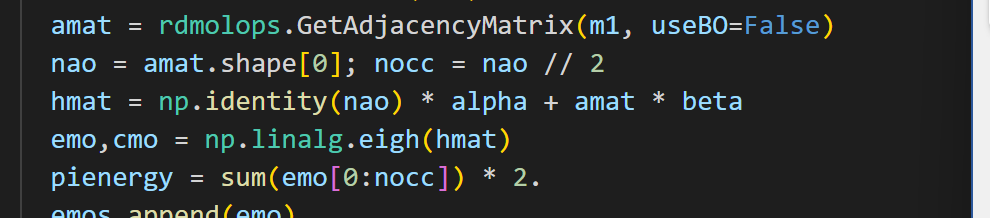 amat = rdmolops.GetAdjacencyMatrix(m1, useBO=False)
nao = amat.shape[0]; nocc = nao // 2
hmat = np.identity(nao) * alpha + amat * beta
emo,cmo = np.linalg.eigh(hmat)
pienergy = sum(emo[0:nocc]) * 2.
emos.append(emo)